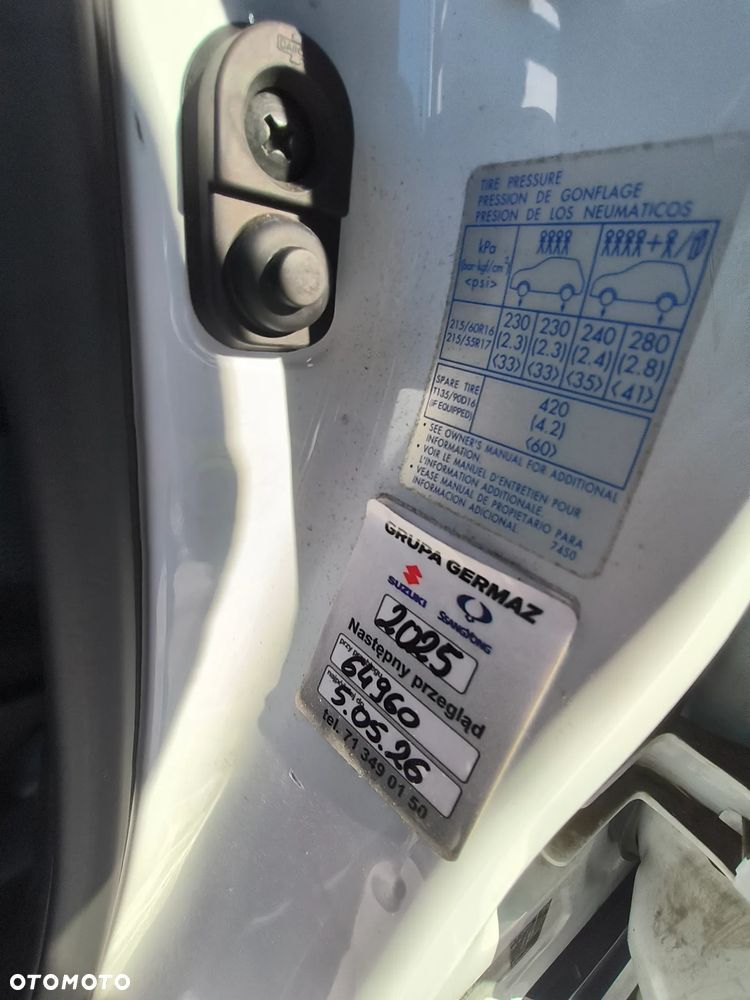 TIRE PRESSURE
PRESSION DE GONFLAGE
PRESION DE LOS NEUMATICOS
kPa
(bar·kgf/cm²)
<psi>
+ /
215/60R16
215/55R17
230 230 240 280
(2.3) (2.3) (2.4) (2.8)
<33> <33> <35> <41>
SPARE TIRE
T135/90D16
(IF EQUIPPED)
420
(4.2)
<60>
• SEE OWNER'S MANUAL FOR ADDITIONAL
INFORMATION
• VOIR LE MANUEL D'ENTRETIEN POUR
L'INFORMATION ADDITIONALE.
• VEASE MANUAL DE PROPIETARIO PARA
INFORMACION ADICIONAL.
7450
GRUPA GERMAZ
SUZUKI
SSANGYONG
2025
Następny przegląd
przy
64960
5.05.26
tel. 71 349 01 50
OTOMOTO